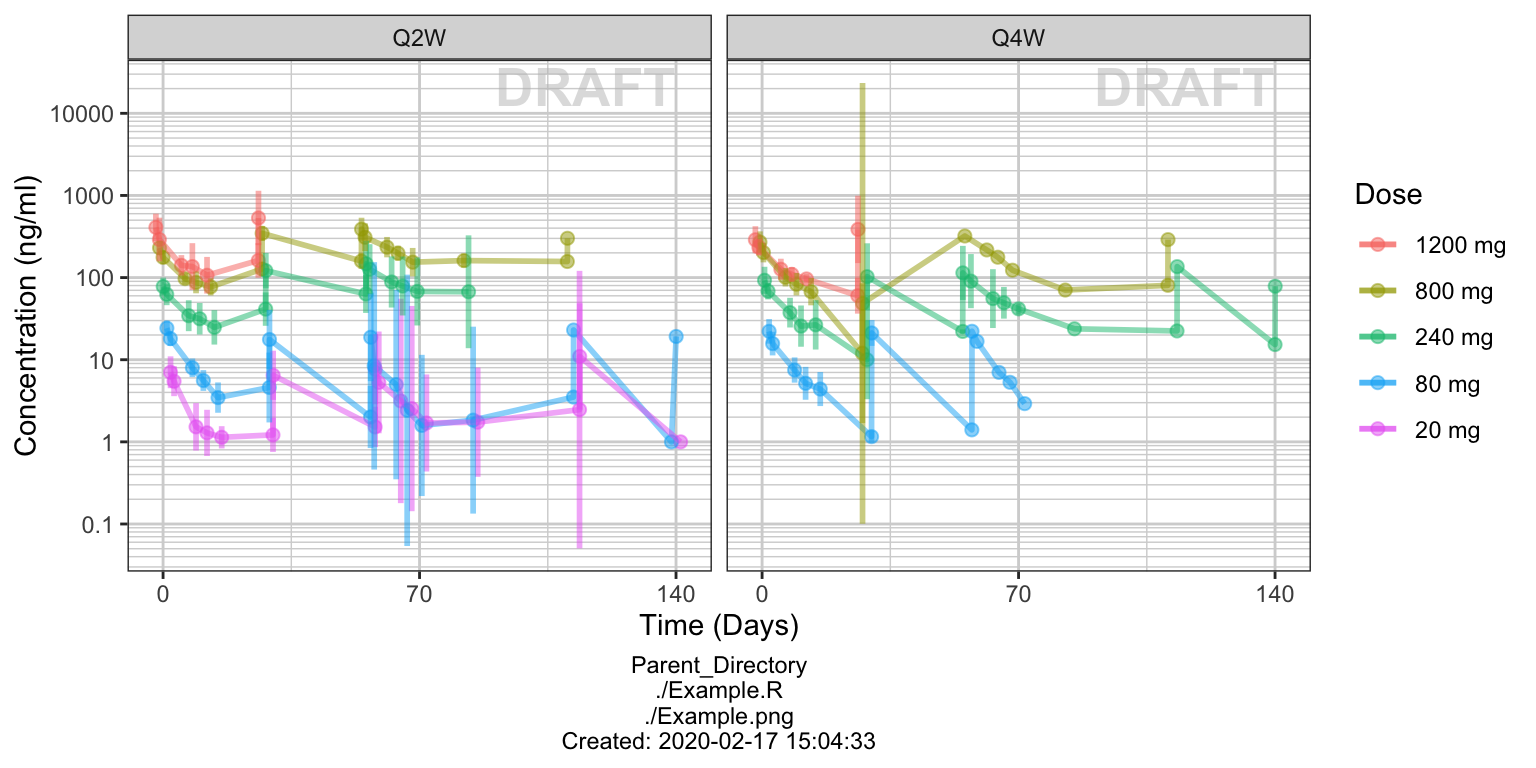 Q2W
Q4W
DRAFT
DRAFT
Concentration (ng/ml)
10000
1000
100
10
1
0.1
0
70
140
0
70
140
Time (Days)
Dose
1200 mg
800 mg
240 mg
80 mg
20 mg
Parent_Directory
./Example.R
./Example.png
Created: 2020-02-17 15:04:33